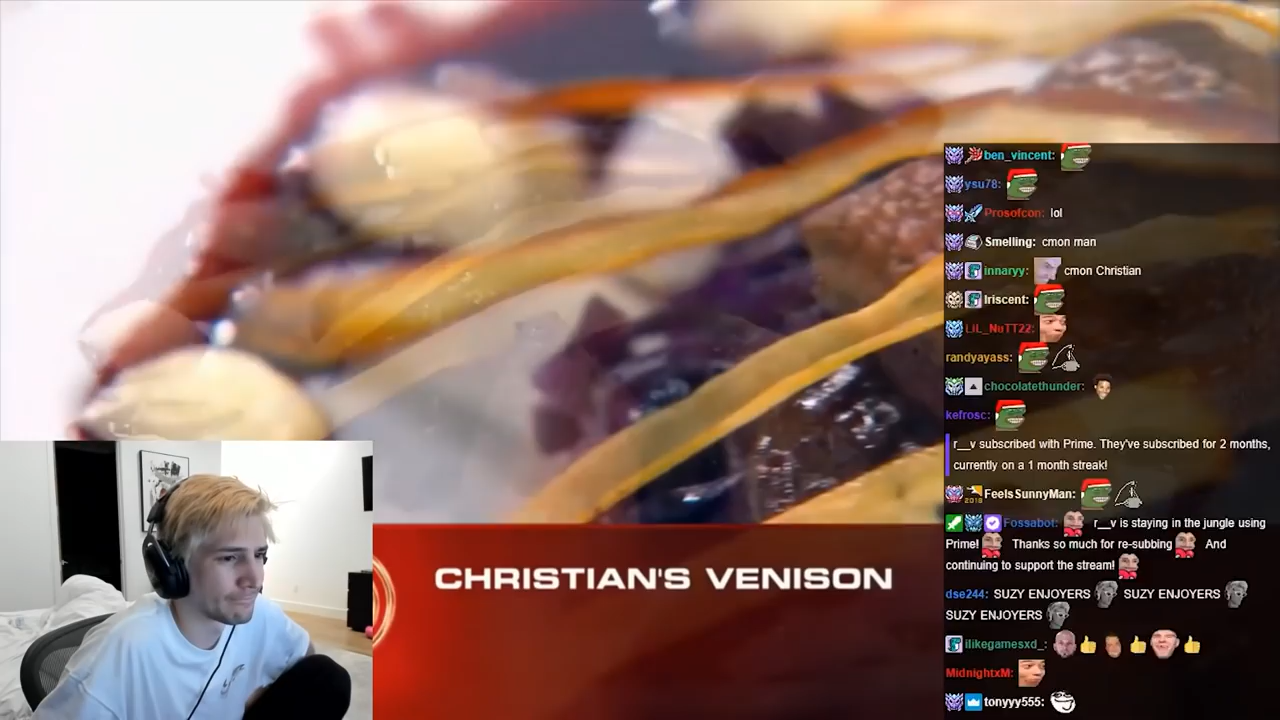 ben_vincent:
ysu78:
Prosofcon: lol
Smelling: cmon man
innaryy: cmon Christian
Iriscent:
LiL_NuTT22:
randyayass:
chocolatethunder:
kefrosc:
r__v subscribed with Prime. They've subscribed for 2 months,
currently on a 1 month streak!
2018 FeelsSunnyMan:
Fossabot: r__v is staying in the jungle using
Prime! Thanks so much for re-subbing And
continuing to support the stream!
dse244: SUZY ENJOYERS SUZY ENJOYERS
SUZY ENJOYERS
ilikegamesxd_:
MidnightxM:
tonyyy555:
CHRISTIAN'S VENISON